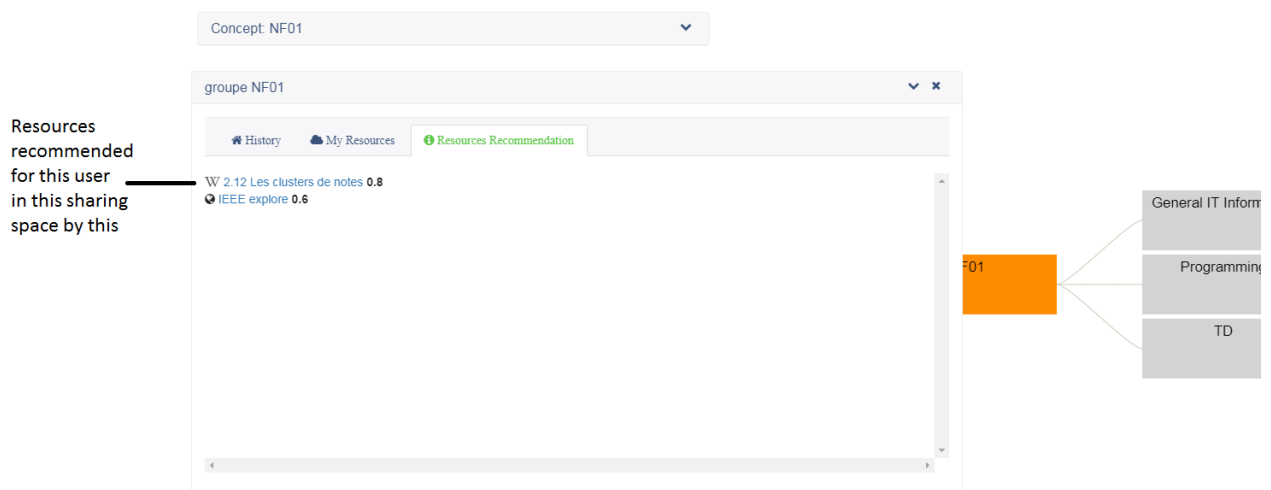 Concept: NF01
groupe NF01
Resources
recommended
for this user
in this sharing
space by this
History My Resources Resources Recommendation
W 2.12 Les clusters de notes 0.8
IEEE explore 0.6
F01
General IT Inform
Programming
TD